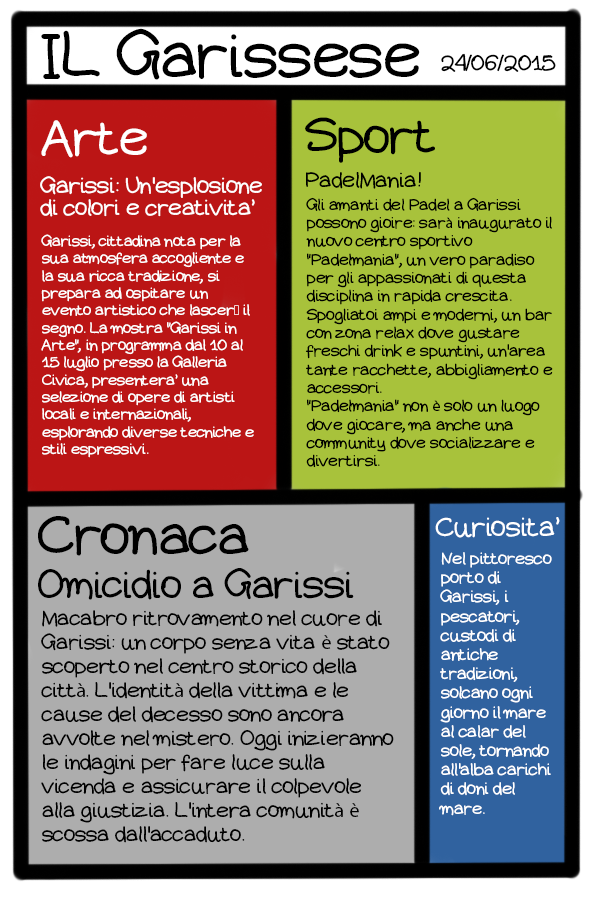 IL Garissese 24/06/2015
Arte
Garissi: Un'esplosione
di colori e creativita'
Garissi, cittadina nota per la
sua atmosfera accogliente e
la sua ricca tradizione, si
prepara ad ospitare un
evento artistico che lascer▯ il
segno. La mostra "Garissi in
Arte", in programma dal 10 al
15 luglio presso la Galleria
Civica, presentera' una
selezione di opere di artisti
locali e internazionali,
esplorando diverse tecniche e
stili espressivi.
Sport
PadelMania!
Gli amanti del Padel a Garissi
possono gioire: sarà inaugurato il
nuovo centro sportivo
"Padelmania", un vero paradiso
per gli appassionati di questa
disciplina in rapida crescita.
Spogliatoi ampi e moderni, un bar
con zona relax dove gustare
freschi drink e spuntini, un'area
tante racchette, abbigliamento e
accessori.
"Padelmania" non è solo un luogo
dove giocare, ma anche una
community dove socializzare e
divertirsi.
Cronaca
Omicidio a Garissi
Macabro ritrovamento nel cuore di
Garissi: un corpo senza vita è stato
scoperto nel centro storico della
città. L'identità della vittima e le
cause del decesso sono ancora
avvolte nel mistero. Oggi inizieranno
le indagini per fare luce sulla
vicenda e assicurare il colpevole
alla giustizia. L'intera comunità è
scossa dall'accaduto.
Curiosita'
Nel pittoresco
porto di
Garissi, i
pescatori,
custodi di
antiche
tradizioni,
solcano ogni
giorno il mare
al calar del
sole, tornando
all'alba carichi
di doni del
mare.